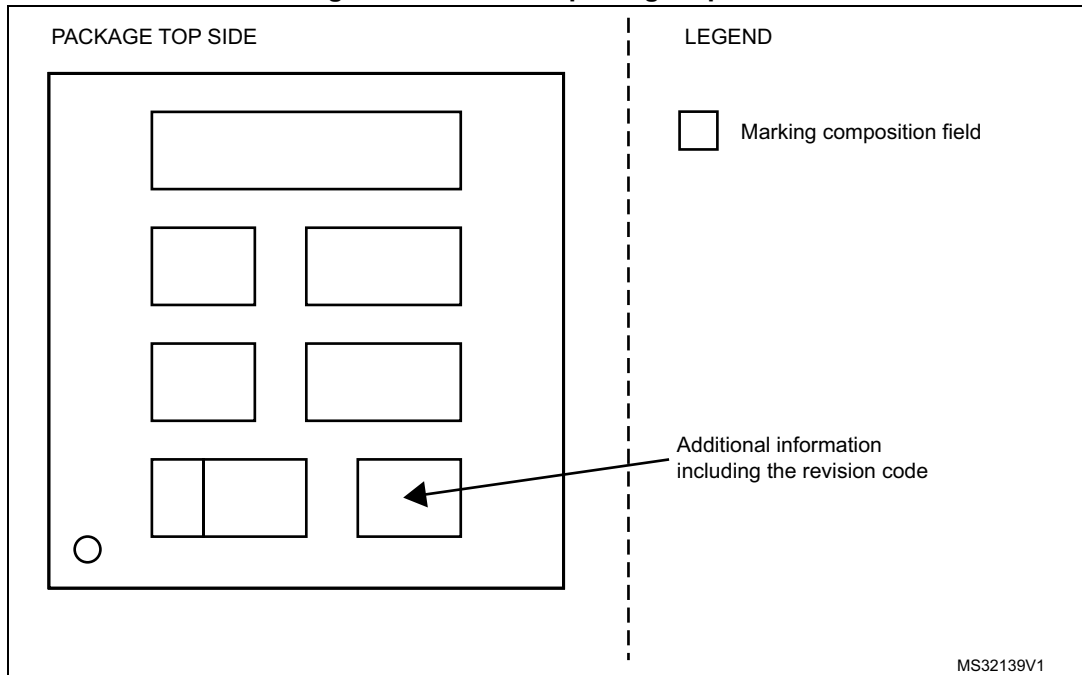 PACKAGE TOP SIDE
LEGEND
Marking composition field
Additional information
including the revision code
MS32139V1